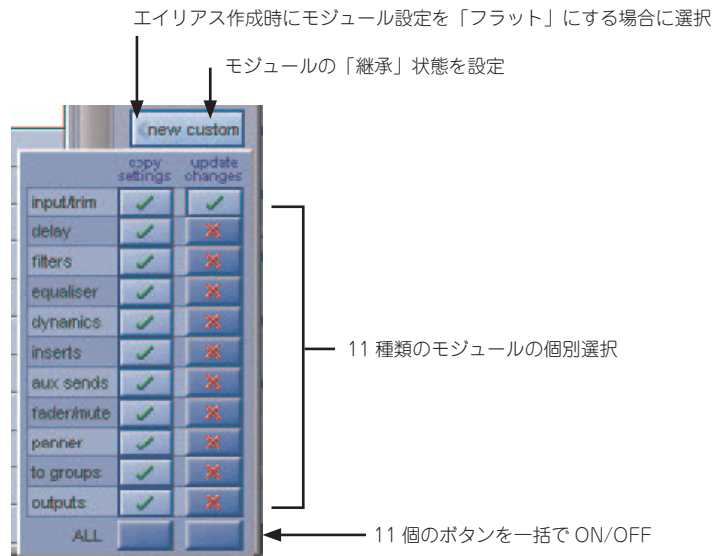 エイリアス作成時にモジュール設定を「フラット」にする場合に選択
モジュールの「継承」状態を設定
new custom
copy settings
update changes
input/trim
delay
filters
equaliser
dynamics
inserts
aux sends
fader/mute
panner
to groups
outputs
ALL
11 種類のモジュールの個別選択
11 個のボタンを一括で ON/OFF